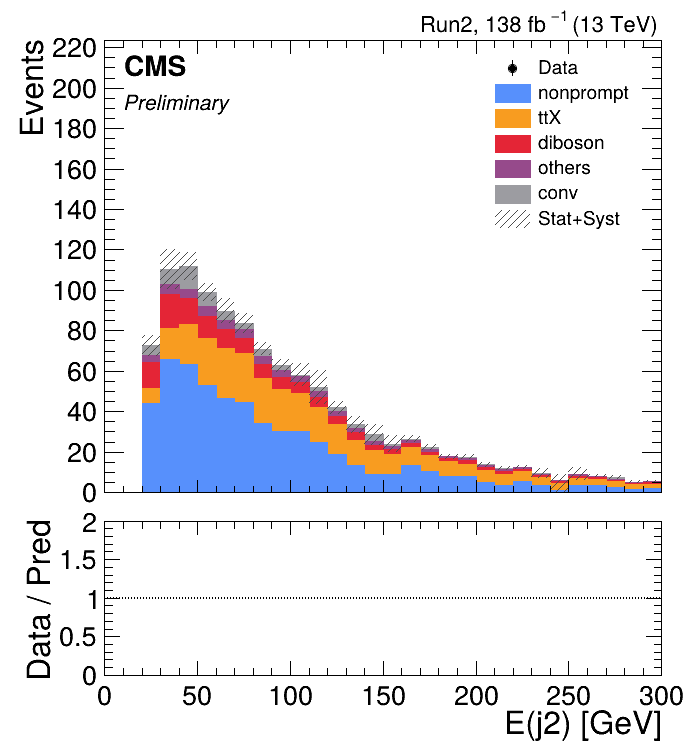 Run2, 138 fb⁻¹ (13 TeV)
CMS
Preliminary
Data
nonprompt
ttX
diboson
others
conv
Stat+Syst
Events
220
200
180
160
140
120
100
80
60
40
20
0
Data / Pred
2
1.5
1
0.5
0
0 50 100 150 200 250 300
E(j2) [GeV]